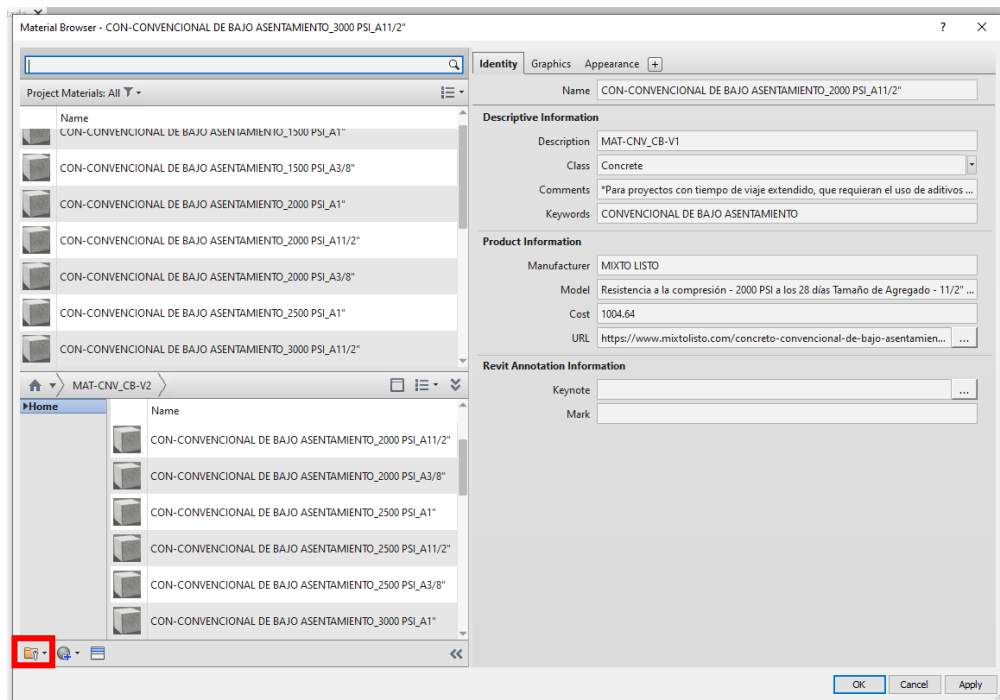 Material Browser - CON-CONVENCIONAL DE BAJO ASENTAMIENTO_3000 PSI_A11/2"
?
Project Materials: All
Name
CON-CONVENCIONAL DE BAJO ASENTAMIENTO_1500 PSI_A1"
CON-CONVENCIONAL DE BAJO ASENTAMIENTO_1500 PSI_A3/8"
CON-CONVENCIONAL DE BAJO ASENTAMIENTO_2000 PSI_A1"
CON-CONVENCIONAL DE BAJO ASENTAMIENTO_2000 PSI_A11/2"
CON-CONVENCIONAL DE BAJO ASENTAMIENTO_2000 PSI_A3/8"
CON-CONVENCIONAL DE BAJO ASENTAMIENTO_2500 PSI_A1"
CON-CONVENCIONAL DE BAJO ASENTAMIENTO_3000 PSI_A11/2"
MAT-CNV_CB-V2
Home
Name
CON-CONVENCIONAL DE BAJO ASENTAMIENTO_2000 PSI_A11/2"
CON-CONVENCIONAL DE BAJO ASENTAMIENTO_2000 PSI_A3/8"
CON-CONVENCIONAL DE BAJO ASENTAMIENTO_2500 PSI_A1"
CON-CONVENCIONAL DE BAJO ASENTAMIENTO_2500 PSI_A11/2"
CON-CONVENCIONAL DE BAJO ASENTAMIENTO_2500 PSI_A3/8"
CON-CONVENCIONAL DE BAJO ASENTAMIENTO_3000 PSI_A1"
Identity Graphics Appearance
Name CON-CONVENCIONAL DE BAJO ASENTAMIENTO_2000 PSI_A11/2"
Descriptive Information
Description MAT-CNV_CB-V1
Class Concrete
Comments *Para proyectos con tiempo de viaje extendido, que requieran el uso de aditivos ...
Keywords CONVENCIONAL DE BAJO ASENTAMIENTO
Product Information
Manufacturer MIXTO LISTO
Model Resistencia a la compresión - 2000 PSI a los 28 días Tamaño de Agregado - 11/2" ...
Cost 1004.64
URL https://www.mixtolisto.com/concreto-convencional-de-bajo-asentamien... ...
Revit Annotation Information
Keynote ...
Mark
OK Cancel Apply